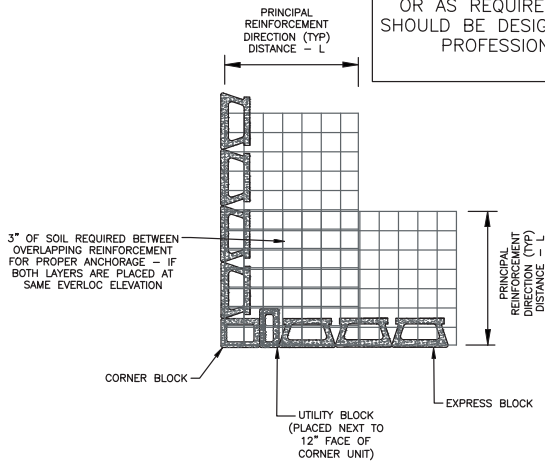 PRINCIPAL
REINFORCEMENT
DIRECTION (TYP)
DISTANCE – L
OR AS REQUIRE
SHOULD BE DESIG
PROFESSION
3" OF SOIL REQUIRED BETWEEN
OVERLAPPING REINFORCEMENT
FOR PROPER ANCHORAGE – IF
BOTH LAYERS ARE PLACED AT
SAME EVERLOC ELEVATION
PRINCIPAL
REINFORCEMENT
DIRECTION (TYP)
DISTANCE – L
CORNER BLOCK
UTILITY BLOCK
(PLACED NEXT TO
12" FACE OF
CORNER UNIT)
EXPRESS BLOCK